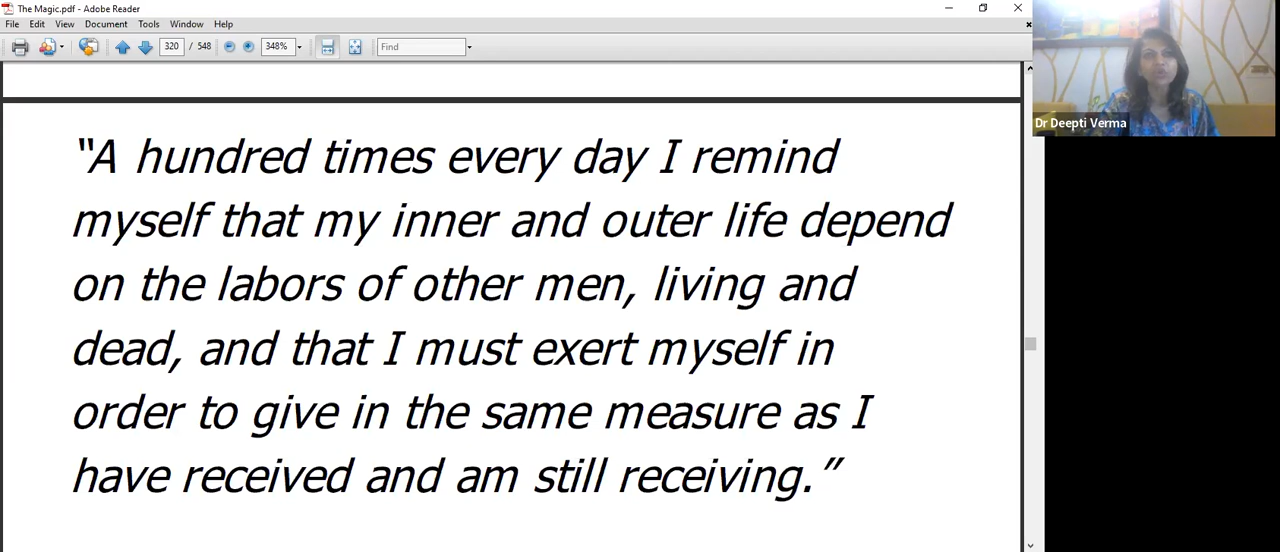 The Magic.pdf - Adobe Reader
File Edit View Document Tools Window Help
320 / 548 348% Find
“A hundred times every day I remind
myself that my inner and outer life depend
on the labors of other men, living and
dead, and that I must exert myself in
order to give in the same measure as I
have received and am still receiving.”
Dr Deepti Verma